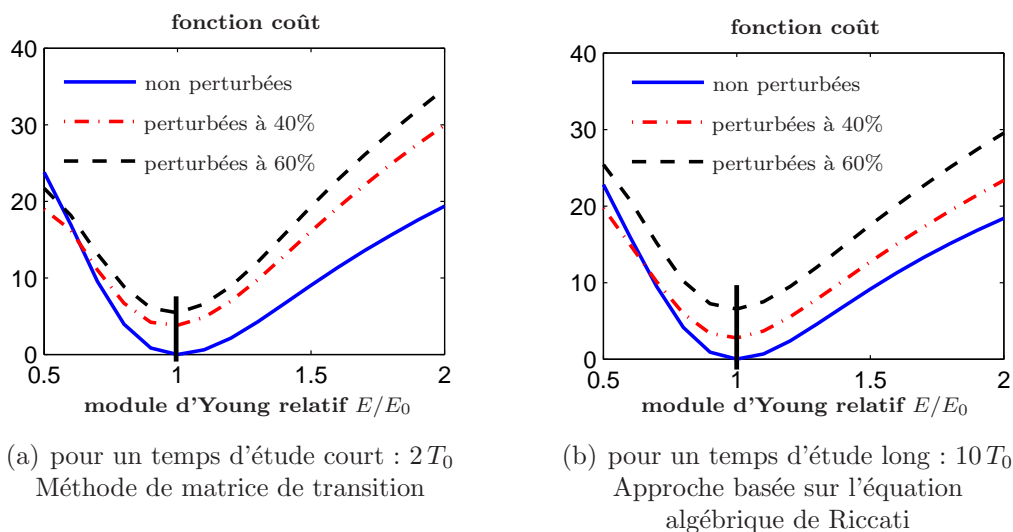 fonction coût
40
30
20
10
0
non perturbées
perturbées à 40%
perturbées à 60%
0.5
1
1.5
2
module d'Young relatif E/E₀
(a) pour un temps d'étude court : 2 T₀
Méthode de matrice de transition
fonction coût
40
30
20
10
0
non perturbées
perturbées à 40%
perturbées à 60%
0.5
1
1.5
2
module d'Young relatif E/E₀
(b) pour un temps d'étude long : 10 T₀
Approche basée sur l'équation
algébrique de Riccati